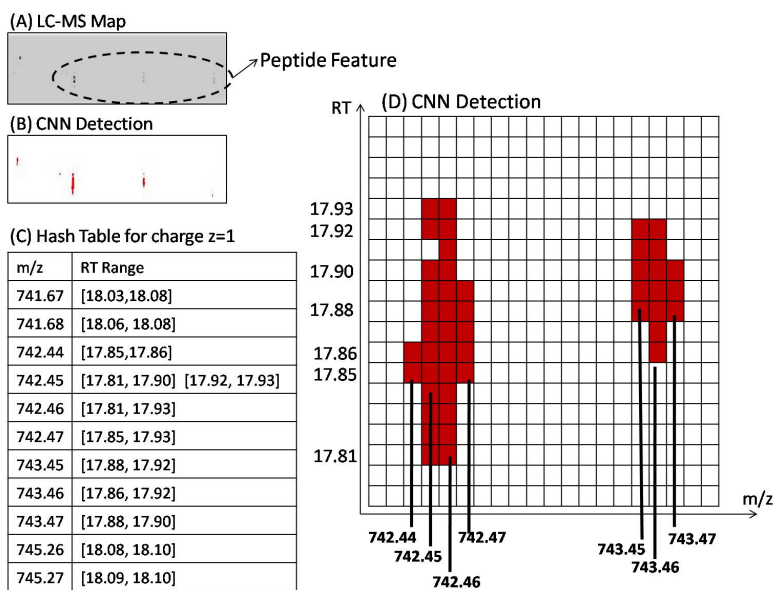 (A) LC-MS Map
Peptide Feature
(B) CNN Detection
(C) Hash Table for charge z=1
m/z RT Range
741.67 [18.03,18.08]
741.68 [18.06, 18.08]
742.44 [17.85,17.86]
742.45 [17.81, 17.90] [17.92, 17.93]
742.46 [17.81, 17.93]
742.47 [17.85, 17.93]
743.45 [17.88, 17.92]
743.46 [17.86, 17.92]
743.47 [17.88, 17.90]
745.26 [18.08, 18.10]
745.27 [18.09, 18.10]
(D) CNN Detection
RT
17.93
17.92
17.90
17.88
17.86
17.85
17.81
m/z
742.44
742.45
742.46
742.47
743.45
743.46
743.47